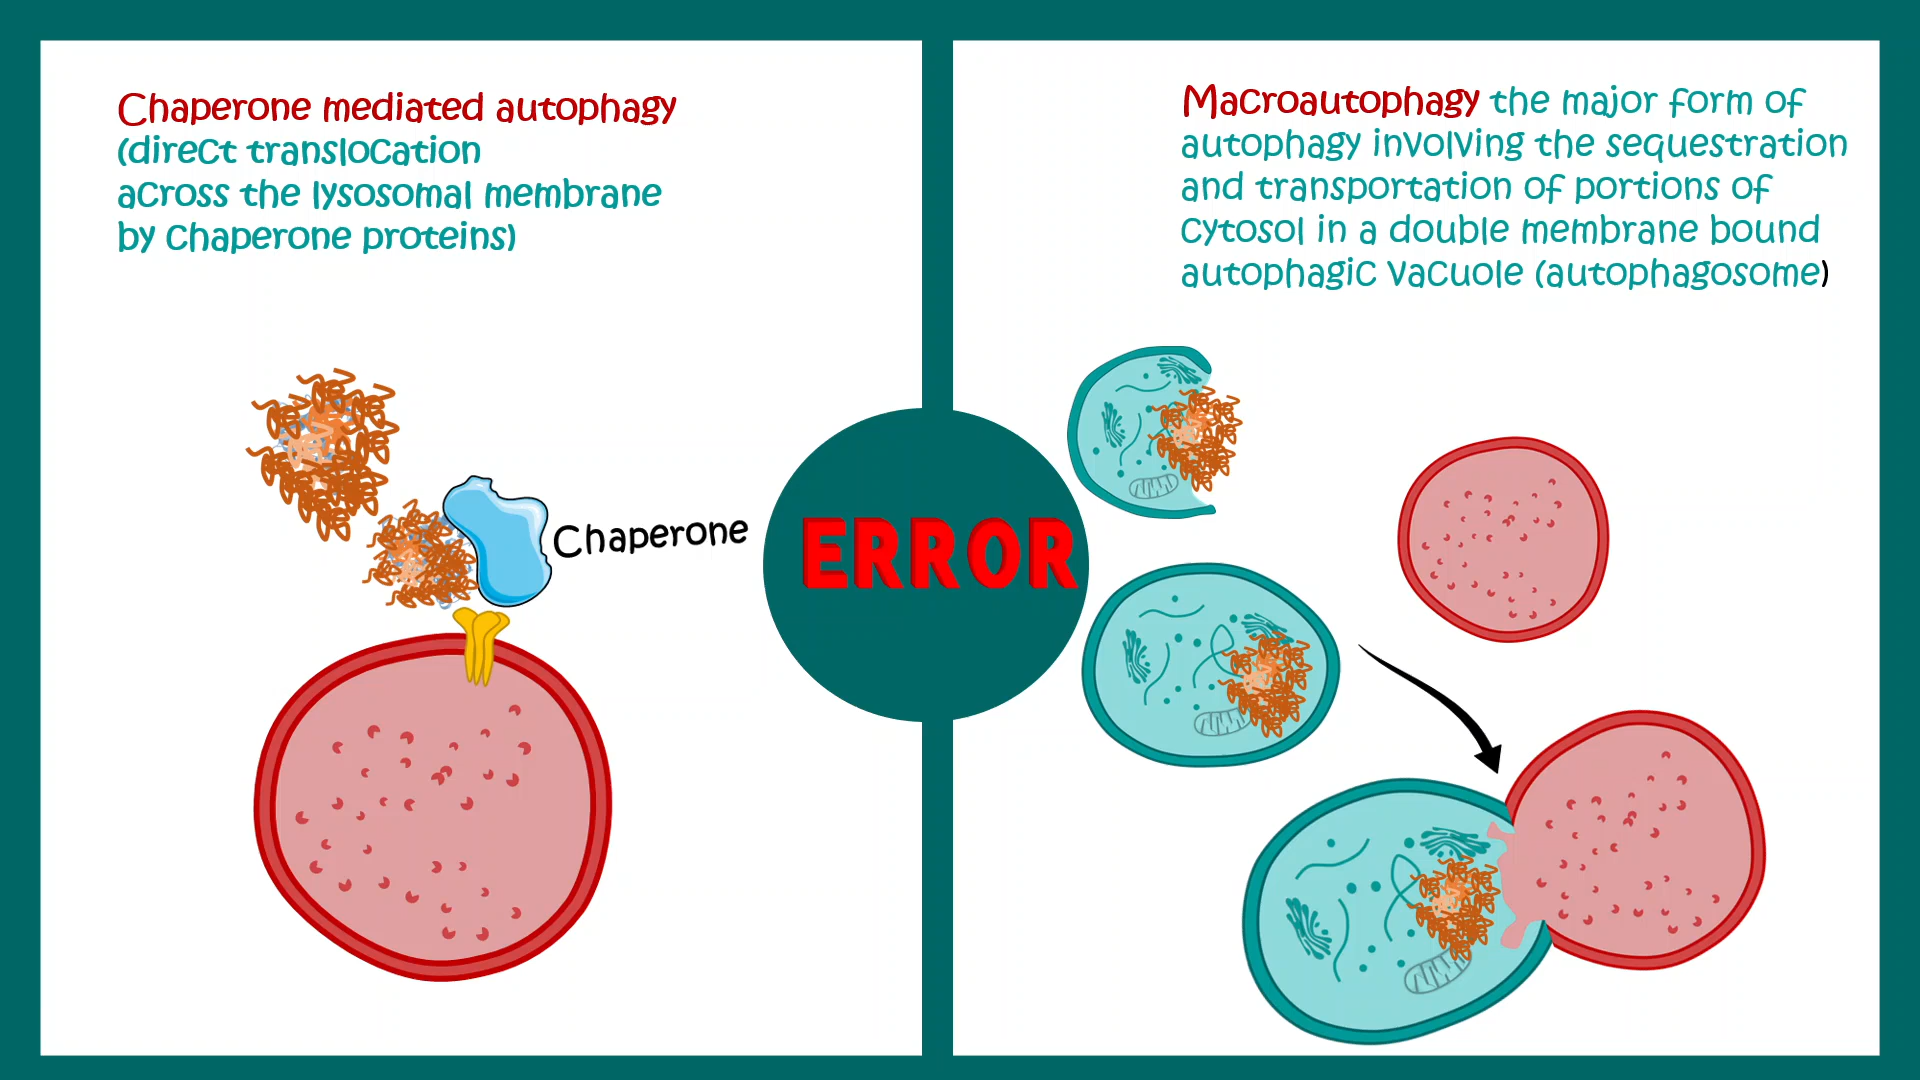 Chaperone mediated autophagy
(direct translocation
across the lysosomal membrane
by chaperone proteins)
Chaperone
ERROR
Macroautophagy the major form of
autophagy involving the sequestration
and transportation of portions of
cytosol in a double membrane bound
autophagic vacuole (autophagosome)